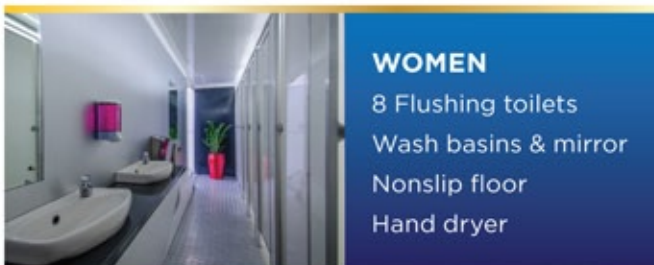 WOMEN
8 Flushing toilets
Wash basins & mirror
Nonslip floor
Hand dryer